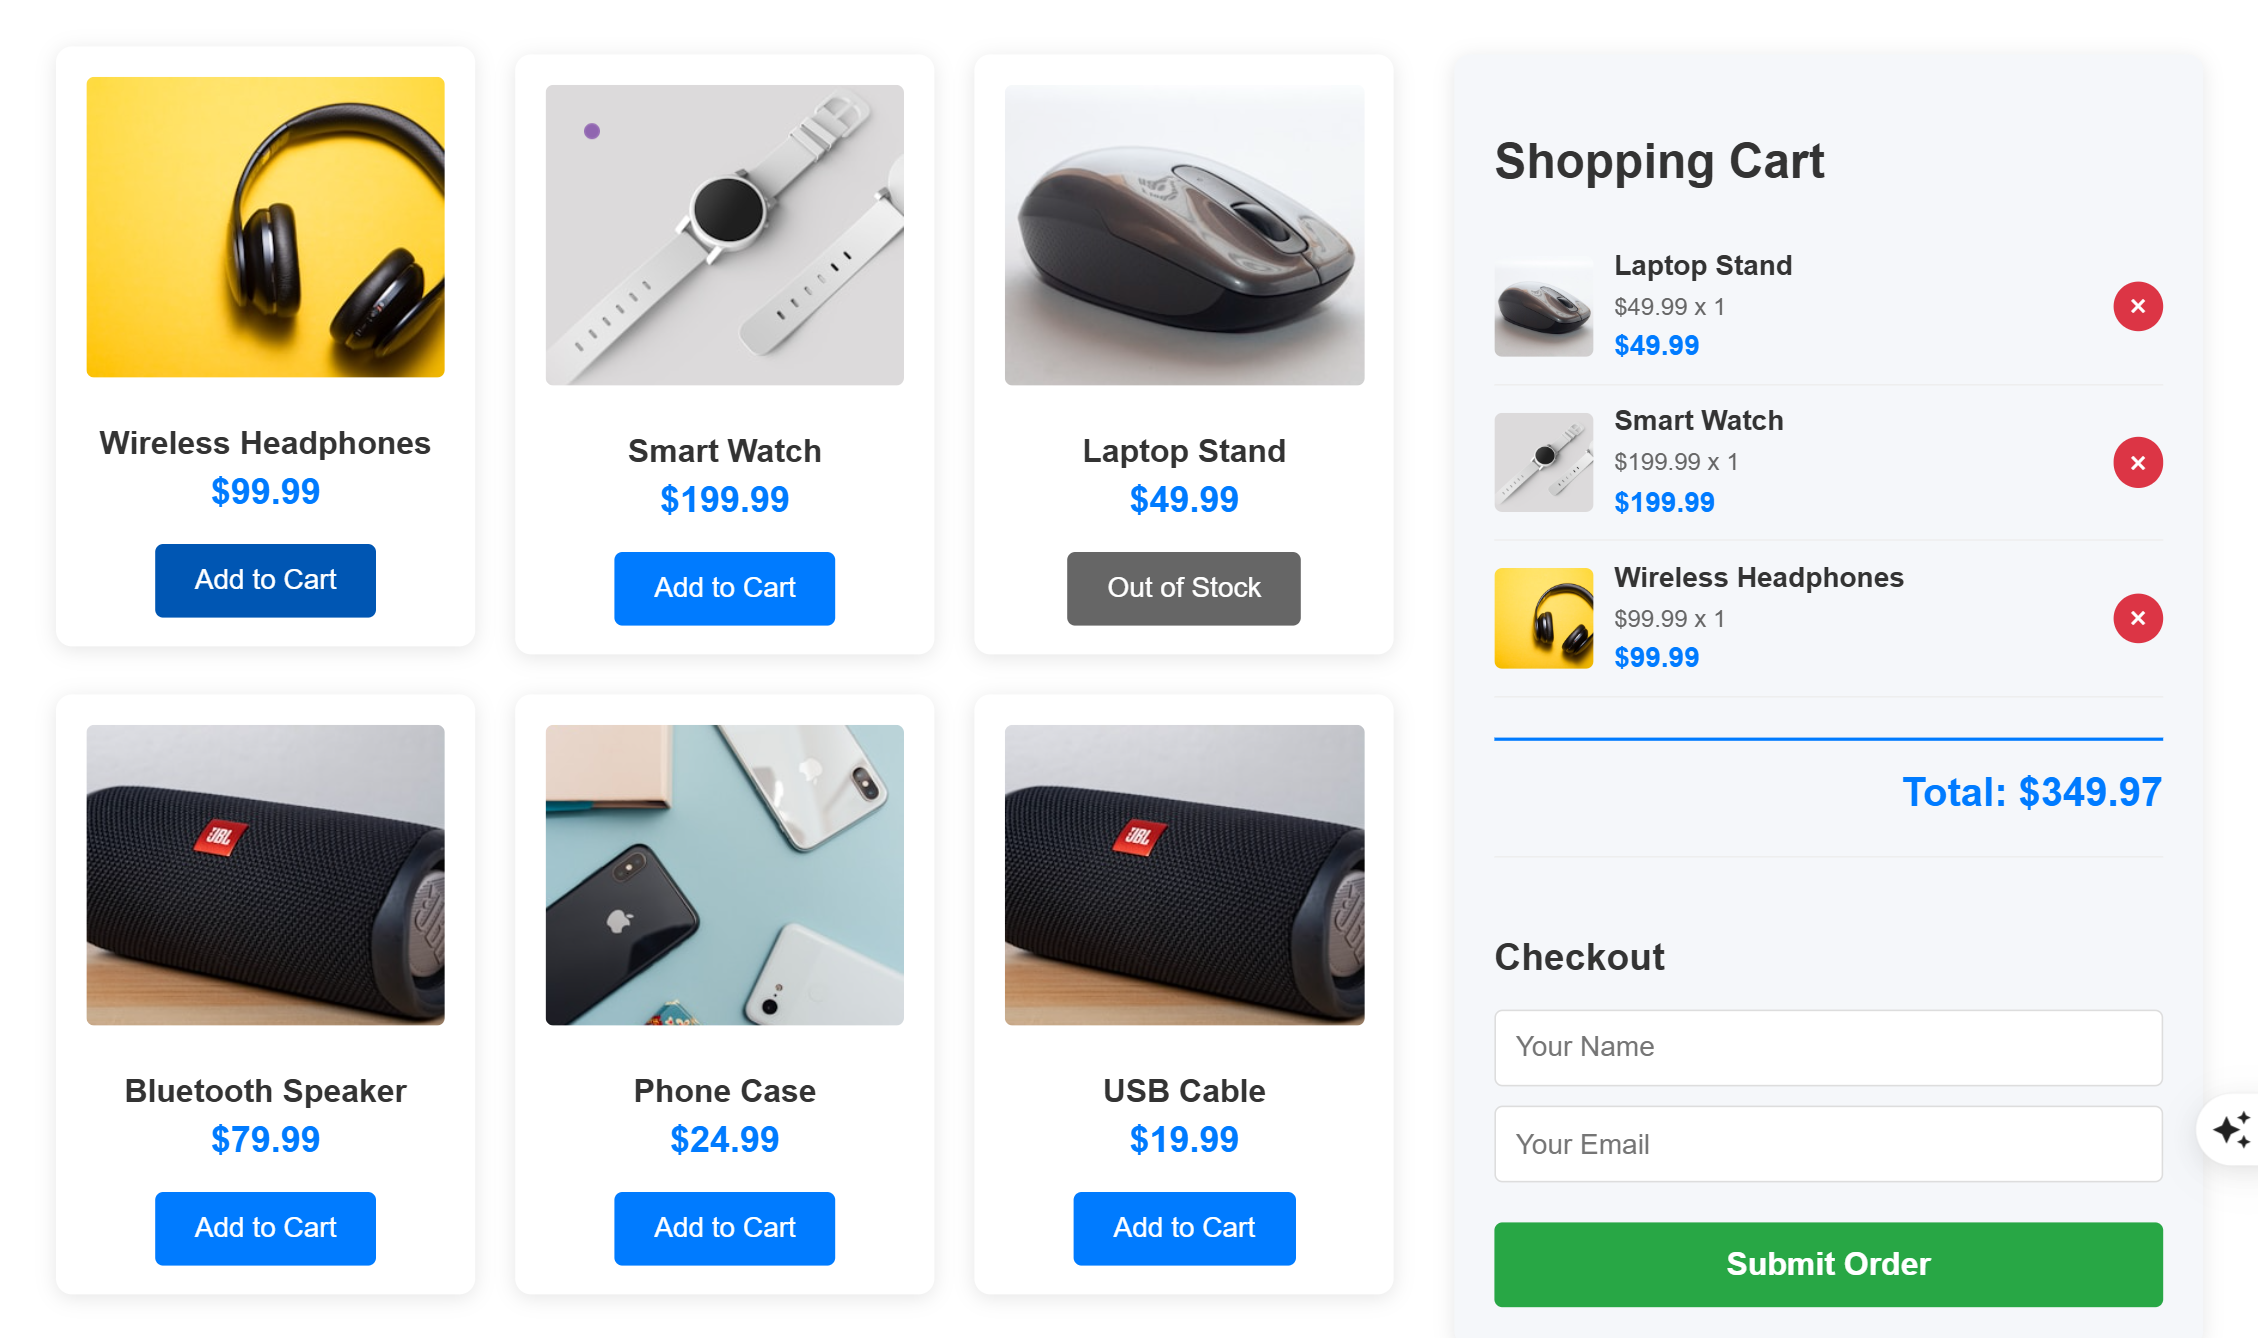 Wireless Headphones
$99.99
Add to Cart
Smart Watch
$199.99
Add to Cart
Laptop Stand
$49.99
Out of Stock
JBL
Bluetooth Speaker
$79.99
Add to Cart
Phone Case
$24.99
Add to Cart
JBL
USB Cable
$19.99
Add to Cart
Shopping Cart
Laptop Stand
$49.99 x 1
$49.99
Smart Watch
$199.99 x 1
$199.99
Wireless Headphones
$99.99 x 1
$99.99
Total: $349.97
Checkout
Your Name
Your Email
Submit Order